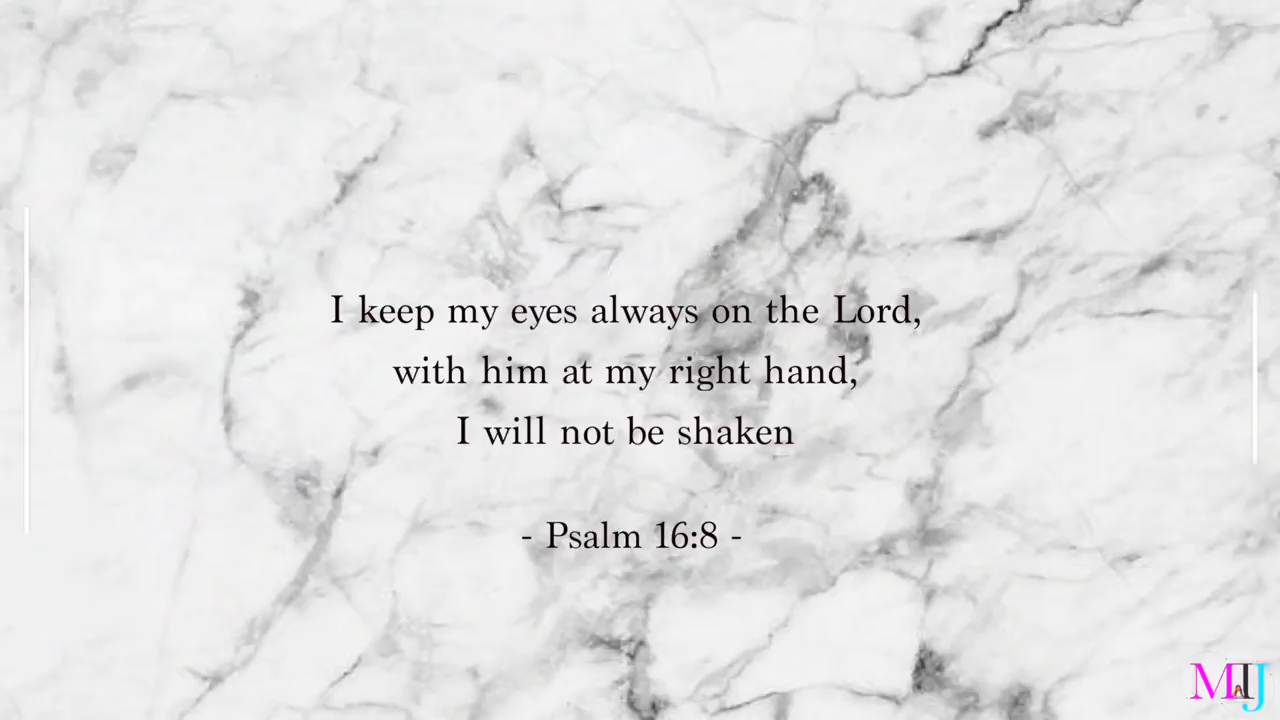 I keep my eyes always on the Lord,
with him at my right hand,
I will not be shaken
- Psalm 16:8 -
MTJ